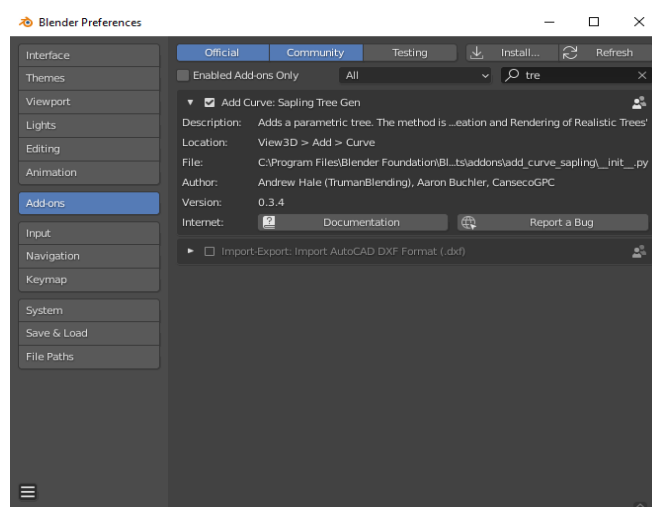 Blender Preferences
Interface
Themes
Viewport
Lights
Editing
Animation
Add-ons
Input
Navigation
Keymap
System
Save & Load
File Paths
Official Community Testing Install... Refresh
Enabled Add-ons Only All tre
Add Curve: Sapling Tree Gen
Description: Adds a parametric tree. The method is ...eation and Rendering of Realistic Trees'
Location: View3D > Add > Curve
File: C:\Program Files\Blender Foundation\Bl...ts\addons\add_curve_sapling\__init__.py
Author: Andrew Hale (TrumanBlending), Aaron Buchler, CansecoGPC
Version: 0.3.4
Internet: Documentation Report a Bug
Import-Export: Import AutoCAD DXF Format (.dxf)